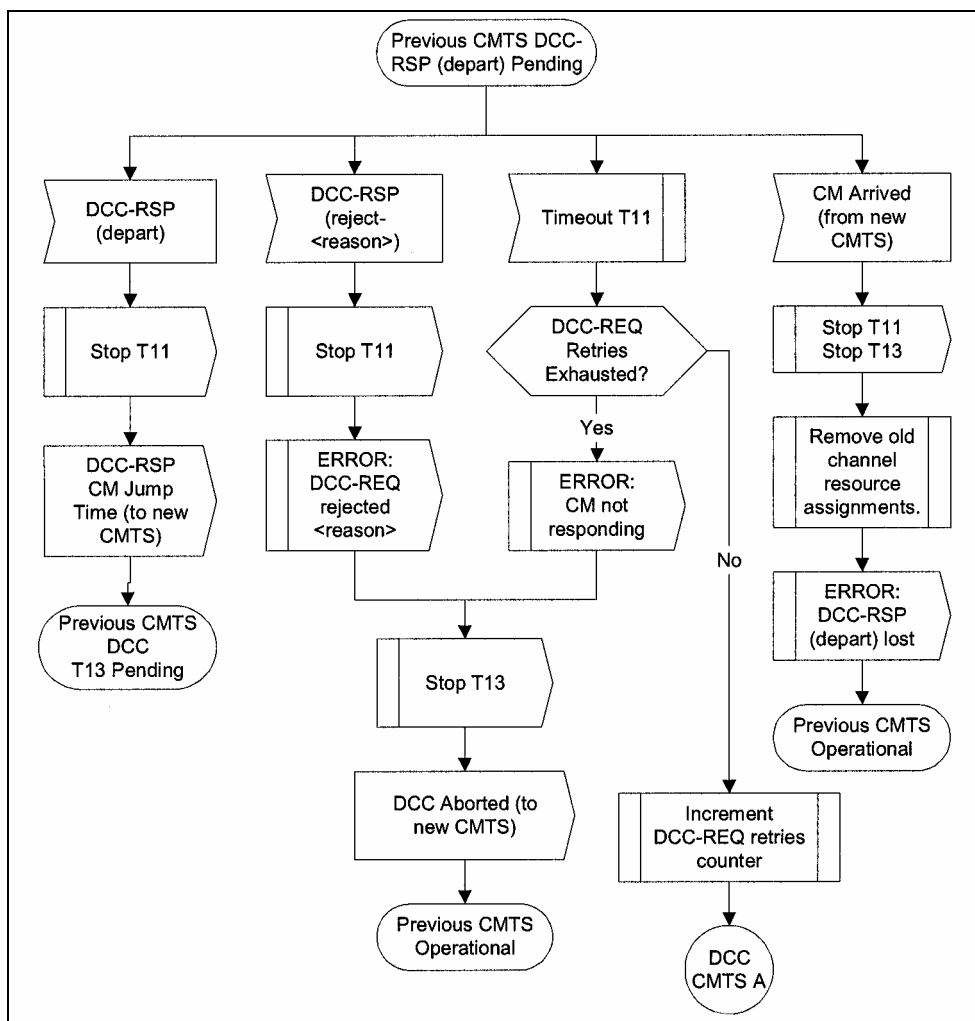 Previous CMTS DCC-
RSP (depart) Pending
DCC-RSP
(depart)
Stop T11
DCC-RSP
CM Jump
Time (to new
CMTS)
Previous CMTS
DCC
T13 Pending
DCC-RSP
(reject-
<reason>)
Stop T11
ERROR:
DCC-REQ
rejected
<reason>
Timeout T11
DCC-REQ
Retries
Exhausted?
Yes
ERROR:
CM not
responding
No
Stop T13
DCC Aborted (to
new CMTS)
Previous CMTS
Operational
Increment
DCC-REQ retries
counter
DCC
CMTS A
CM Arrived
(from new
CMTS)
Stop T11
Stop T13
Remove old
channel
resource
assignments.
ERROR:
DCC-RSP
(depart) lost
Previous CMTS
Operational